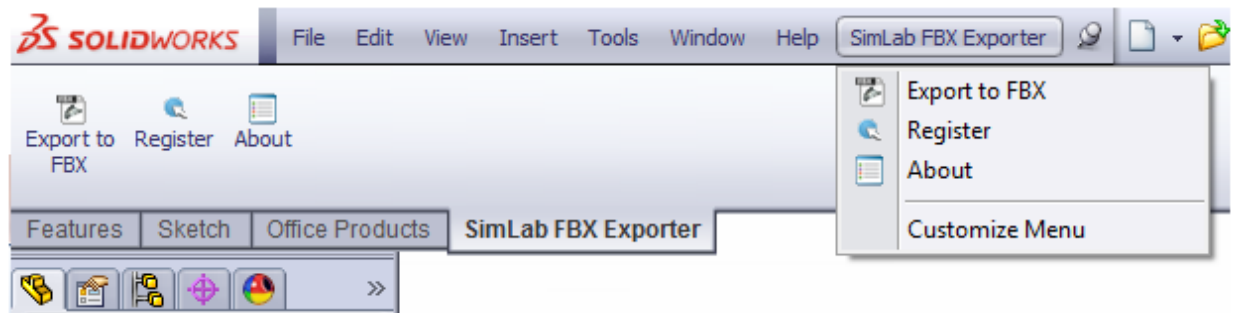 SOLIDWORKS File Edit View Insert Tools Window Help SimLab FBX Exporter
Export to FBX
Register
About
Customize Menu
Export to Register About
FBX
Features Sketch Office Products SimLab FBX Exporter
»